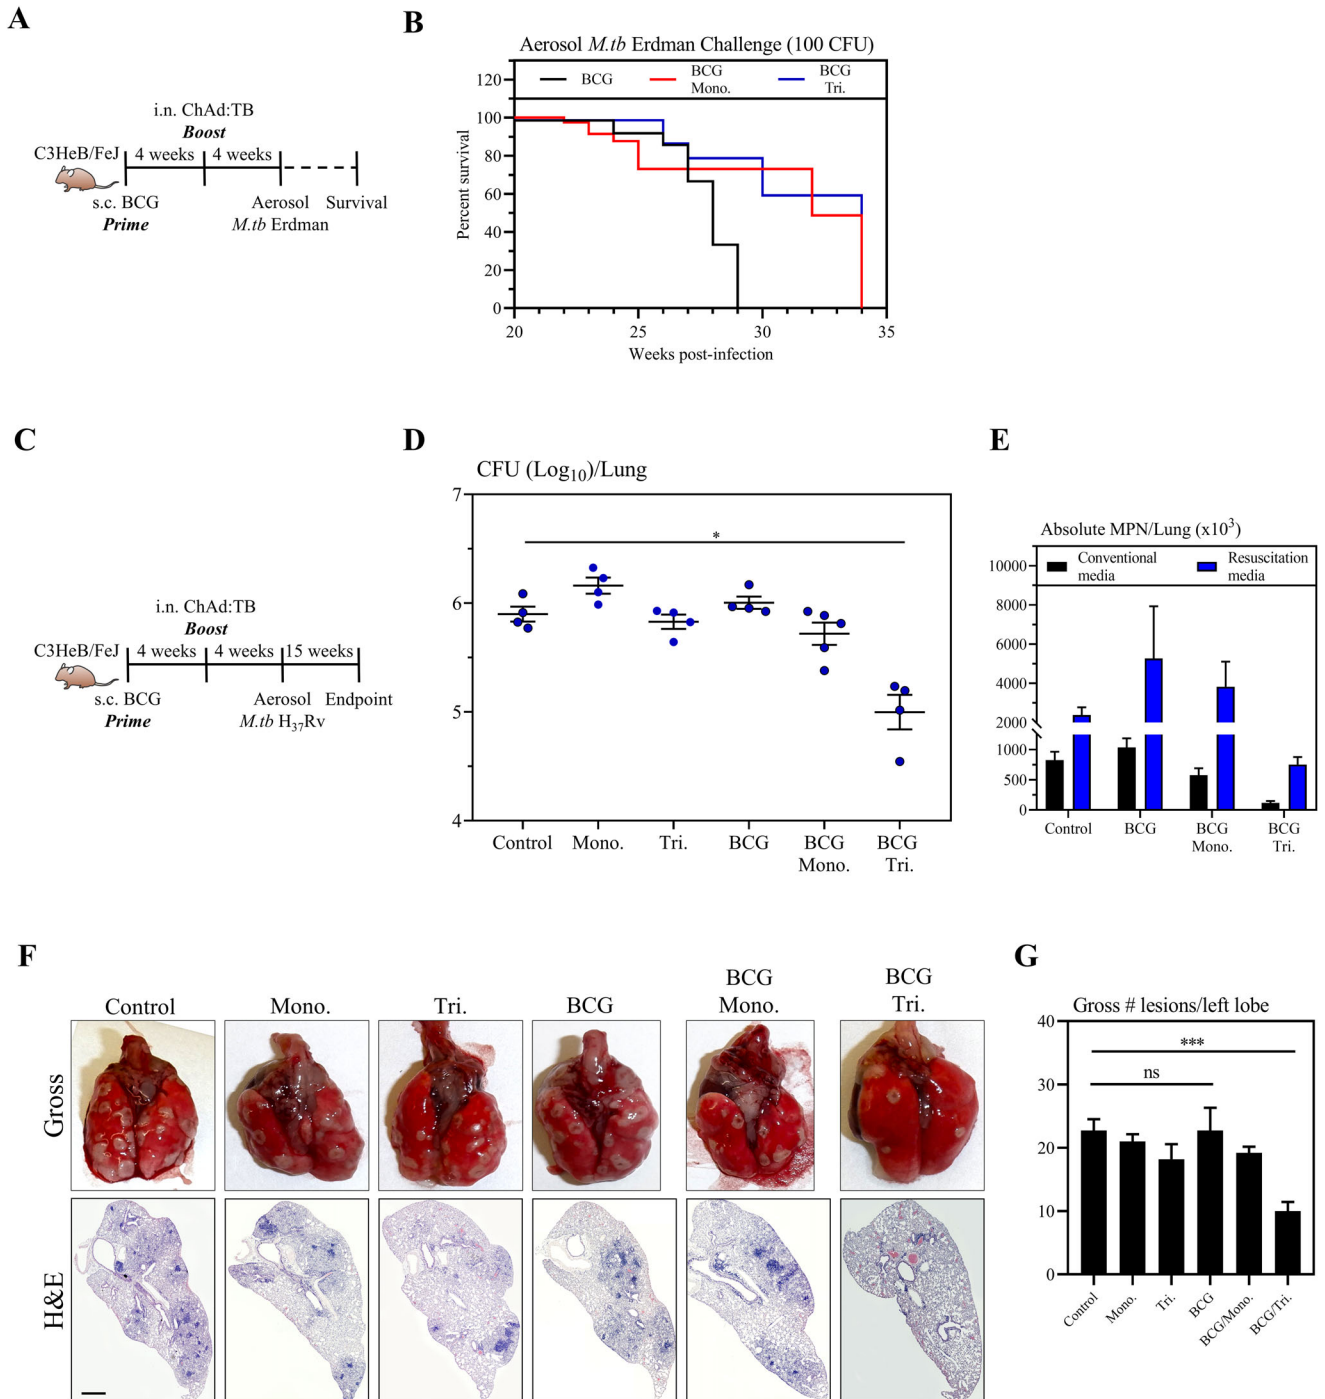 A
i.n. ChAd:TB
Boost
C3HeB/FeJ
4 weeks
4 weeks
s.c. BCG
Prime
Aerosol
M.tb Erdman
Survival
B
Aerosol M.tb Erdman Challenge (100 CFU)
BCG
BCG
Mono.
BCG
Tri.
Percent survival
120
100
80
60
40
20
0
20
25
30
35
Weeks post-infection
C
i.n. ChAd:TB
Boost
C3HeB/FeJ
4 weeks
4 weeks
15 weeks
s.c. BCG
Prime
Aerosol
M.tb H37Rv
Endpoint
D
CFU (Log10)/Lung
7
6
5
4
*
Control
Mono.
Tri.
BCG
BCG
Mono.
BCG
Tri.
E
Absolute MPN/Lung (x10³)
Conventional
media
Resuscitation
media
10000
8000
6000
4000
2000
1000
500
0
Control
BCG
BCG
Mono.
BCG
Tri.
F
Control
Mono.
Tri.
BCG
BCG
Mono.
BCG
Tri.
Gross
H&E
G
Gross # lesions/left lobe
40
30
20
10
0
***
ns
Control
Mono.
Tri.
BCG
BCG/Mono.
BCG/Tri.